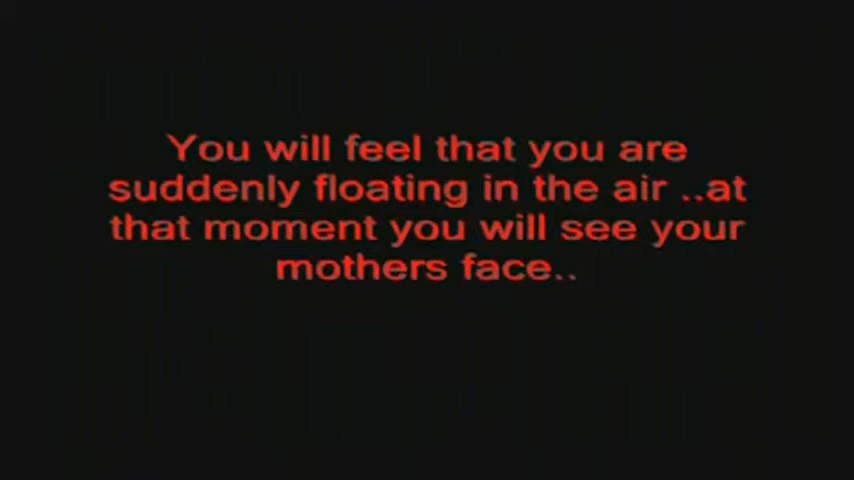 You will feel that you are
suddenly floating in the air ..at
that moment you will see your
mothers face..